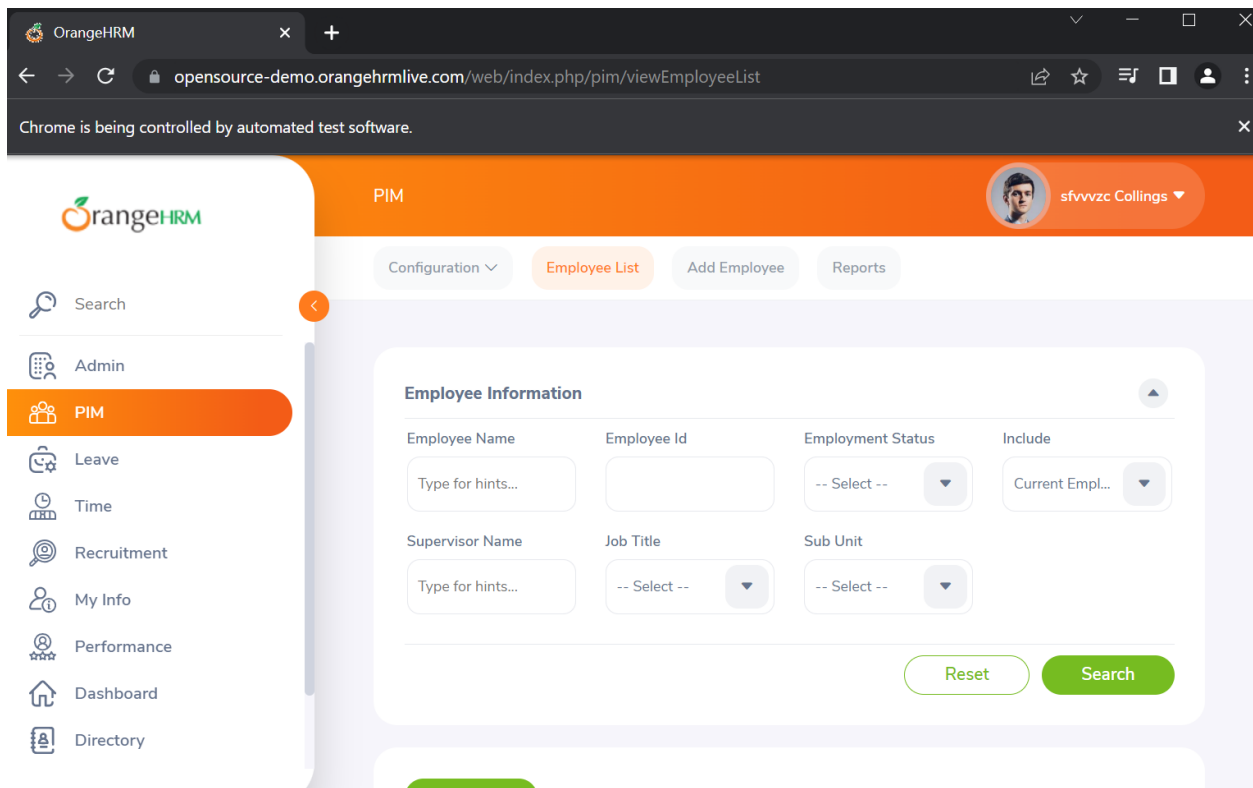 OrangeHRM
opensource-demo.orangehrmlive.com/web/index.php/pim/viewEmployeeList
Chrome is being controlled by automated test software.
OrangeHRM
PIM
sfvvvzc Collings
Configuration
Employee List
Add Employee
Reports
Search
Admin
PIM
Leave
Time
Recruitment
My Info
Performance
Dashboard
Directory
Employee Information
Employee Name Employee Id Employment Status Include
Type for hints... -- Select -- Current Empl...
Supervisor Name Job Title Sub Unit
Type for hints... -- Select -- -- Select --
Reset Search